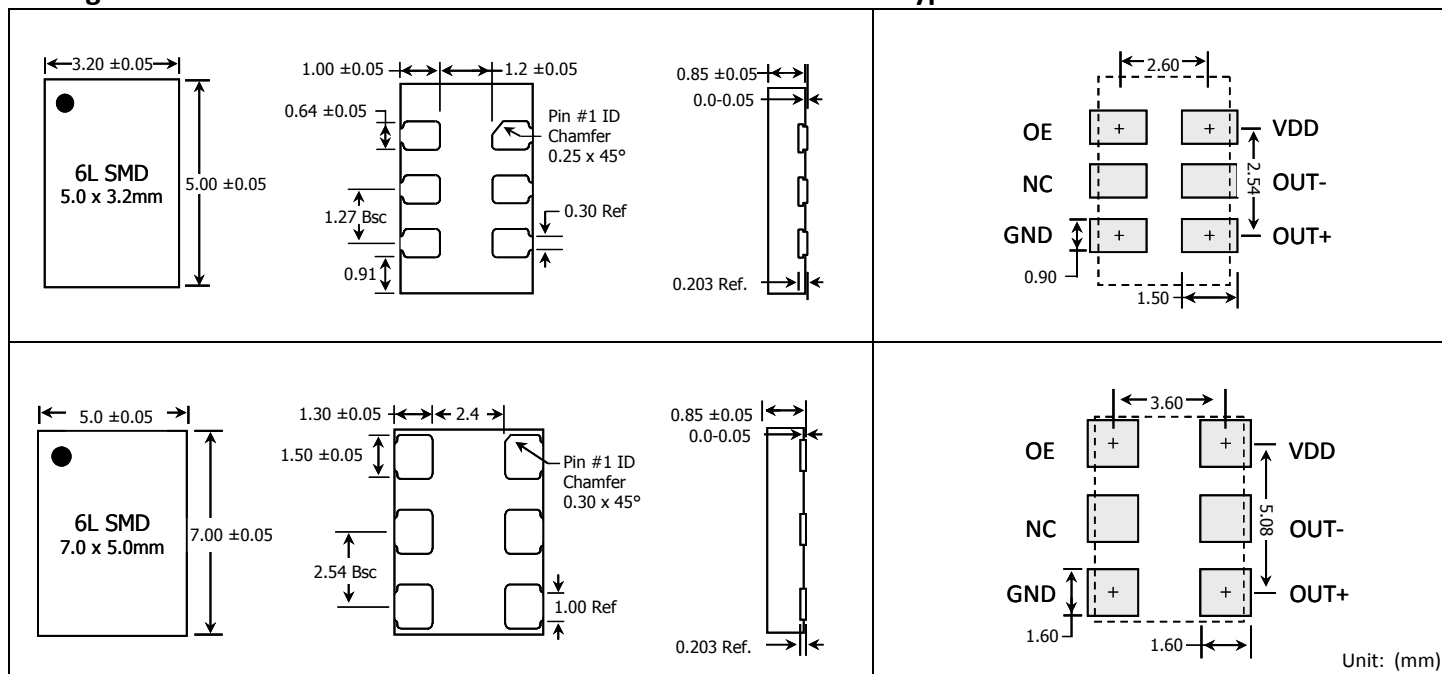 3.20 ±0.05
6L SMD
5.0 x 3.2mm
5.00 ±0.05
1.00 ±0.05
1.2 ±0.05
0.64 ±0.05
Pin #1 ID
Chamfer
0.25 x 45°
1.27 Bsc
0.30 Ref
0.91
0.85 ±0.05
0.0-0.05
0.203 Ref.
2.60
OE
VDD
NC
2.54
OUT-
GND
OUT+
0.90
1.50
5.0 ±0.05
6L SMD
7.0 x 5.0mm
7.00 ±0.05
1.30 ±0.05
2.4
1.50 ±0.05
Pin #1 ID
Chamfer
0.30 x 45°
2.54 Bsc
1.00 Ref
0.85 ±0.05
0.0-0.05
0.203 Ref.
3.60
OE
VDD
NC
5.08
OUT-
GND
OUT+
1.60
1.60
Unit: (mm)